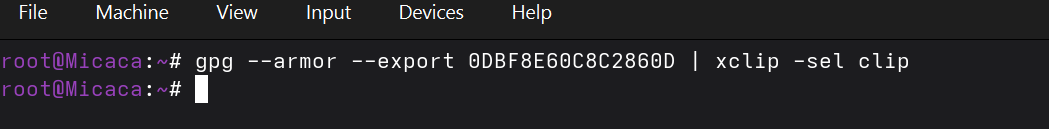 File Machine View Input Devices Help
root@Micaca:~# gpg --armor --export 0DBF8E60C8C2860D | xclip -sel clip
root@Micaca:~#